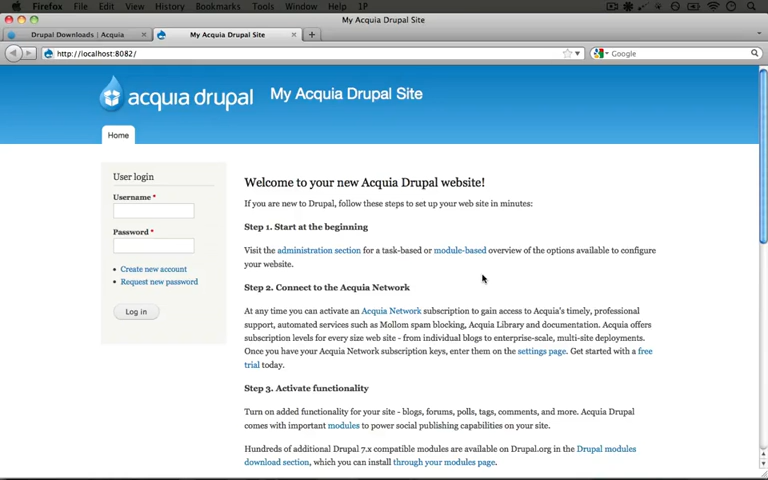 Firefox File Edit View History Bookmarks Tools Window Help 1P
My Acquia Drupal Site
Drupal Downloads | Acquia × My Acquia Drupal Site × +
http://localhost:8082/ Google
acquia drupal My Acquia Drupal Site
Home
User login
Username *
Password *
Create new account
Request new password
Log in
Welcome to your new Acquia Drupal website!
If you are new to Drupal, follow these steps to set up your web site in minutes:
Step 1. Start at the beginning
Visit the administration section for a task-based or module-based overview of the options available to configure
your website.
Step 2. Connect to the Acquia Network
At any time you can activate an Acquia Network subscription to gain access to Acquia's timely, professional
support, automated services such as Mollom spam blocking, Acquia Library and documentation. Acquia offers
subscription levels for every size web site - from individual blogs to enterprise-scale, multi-site deployments.
Once you have your Acquia Network subscription keys, enter them on the settings page. Get started with a free
trial today.
Step 3. Activate functionality
Turn on added functionality for your site - blogs, forums, polls, tags, comments, and more. Acquia Drupal
comes with important modules to power social publishing capabilities on your site.
Hundreds of additional Drupal 7.x compatible modules are available on Drupal.org in the Drupal modules
download section, which you can install through your modules page.